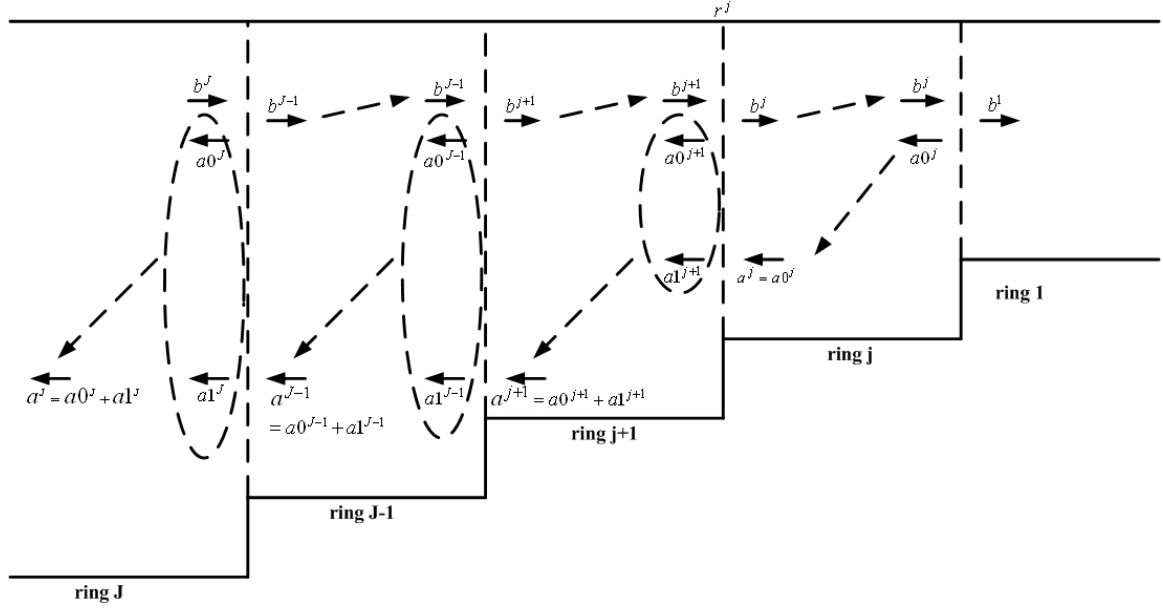 r^j
b^J
b^{J-1}
b^{J-1}
b^{j+1}
b^{j+1}
b^j
b^j
b^1
a0^J
a0^{J-1}
a0^{j+1}
a0^j
a1^{j+1}
a^j = a0^j
ring 1
ring j
a^J = a0^J + a1^J
a1^J
a^{J-1}
= a0^{J-1} + a1^{J-1}
a1^{J-1}
a^{j+1} = a0^{j+1} + a1^{j+1}
ring j+1
ring J-1
ring J